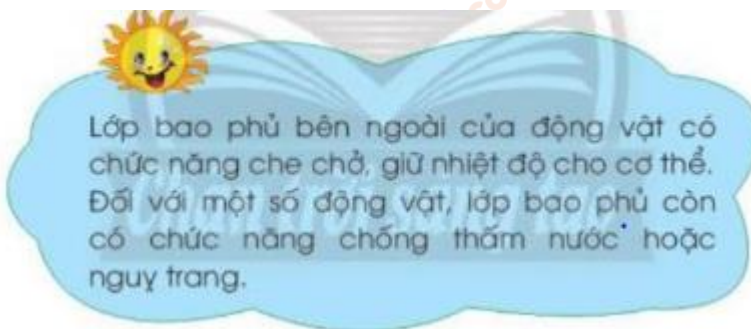 Lớp bao phủ bên ngoài của động vật có
chức năng che chở, giữ nhiệt độ cho cơ thể.
Đối với một số động vật, lớp bao phủ còn
có chức năng chống thấm nước hoặc
nguỵ trang.